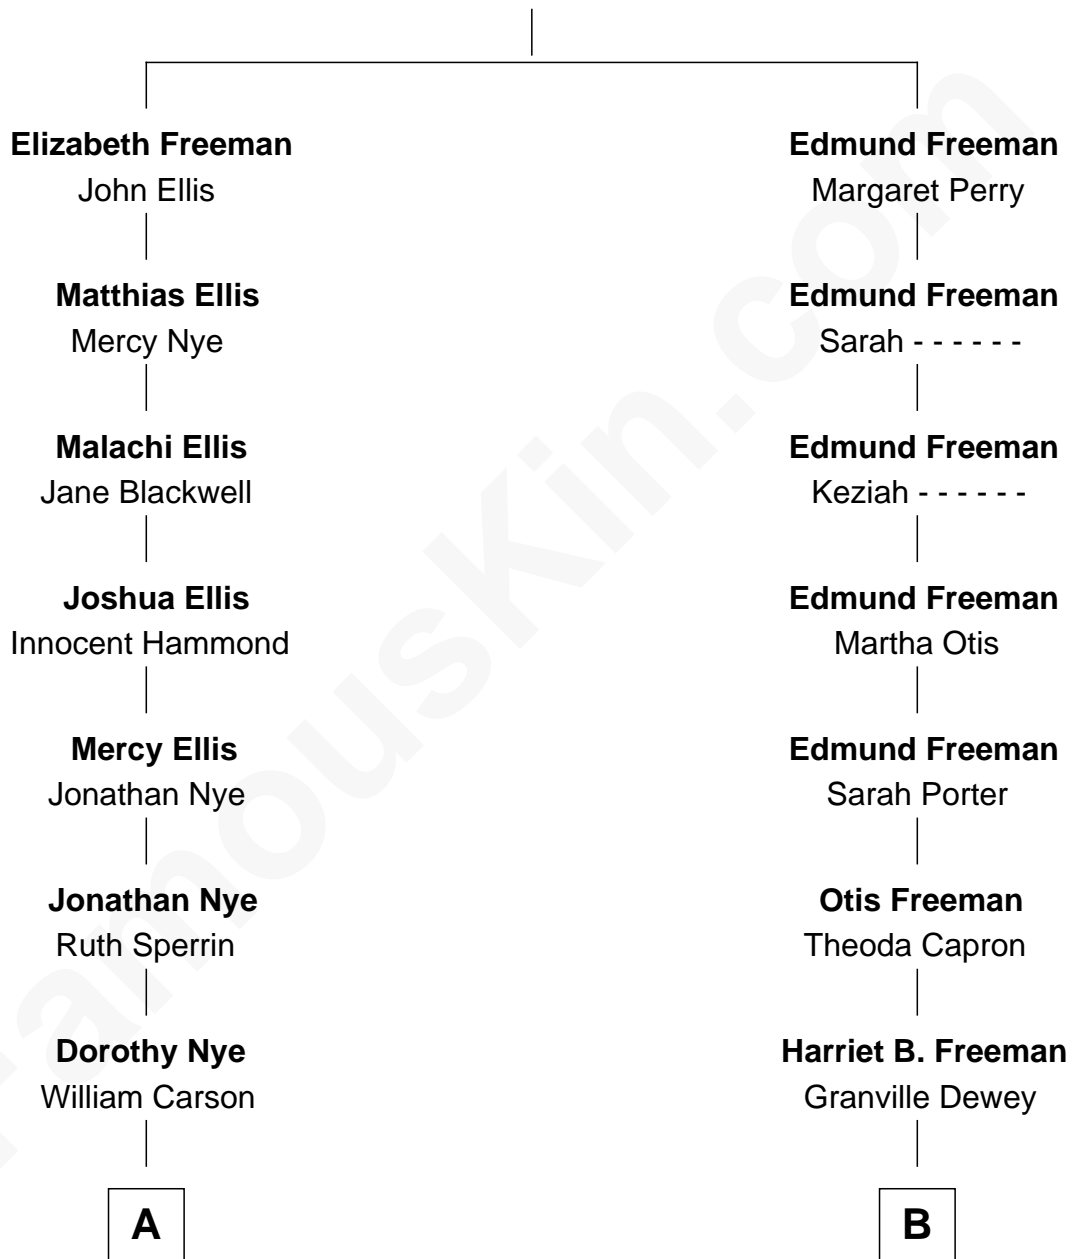 Elizabeth Freeman
John Ellis
Matthias Ellis
Mercy Nye
Malachi Ellis
Jane Blackwell
Joshua Ellis
Innocent Hammond
Mercy Ellis
Jonathan Nye
Jonathan Nye
Ruth Sperrin
Dorothy Nye
William Carson
A
Edmund Freeman
Margaret Perry
Edmund Freeman
Sarah - - - - - -
Edmund Freeman
Keziah - - - - - -
Edmund Freeman
Martha Otis
Edmund Freeman
Sarah Porter
Otis Freeman
Theoda Capron
Harriet B. Freeman
Granville Dewey
B
FamousKin.com